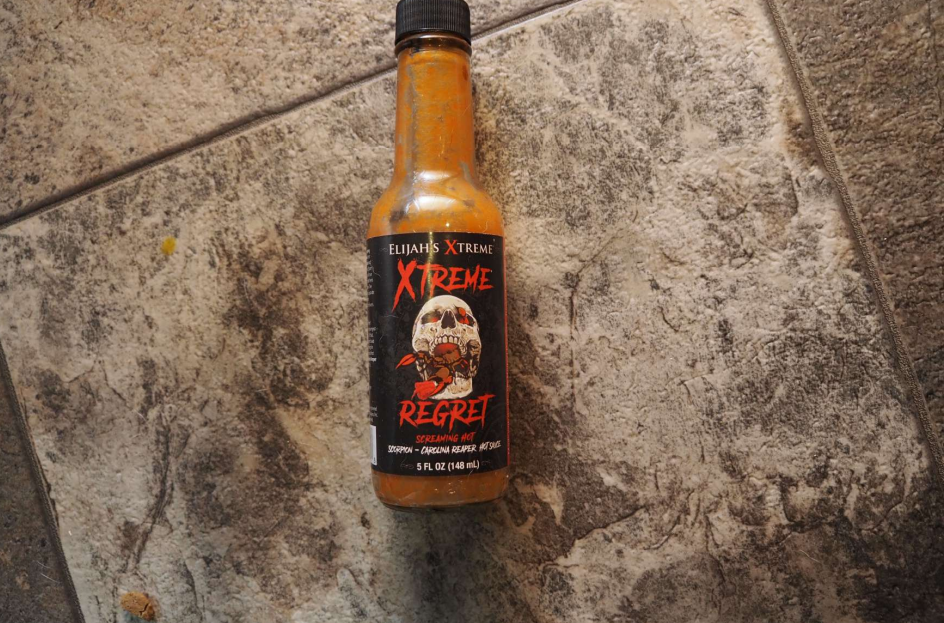 ELIJAH'S XTREME
XTREME
REGRET
SCREAMING HOT
SCORPION - CAROLINA REAPER HOT SAUCE
5 FL OZ (148 mL)